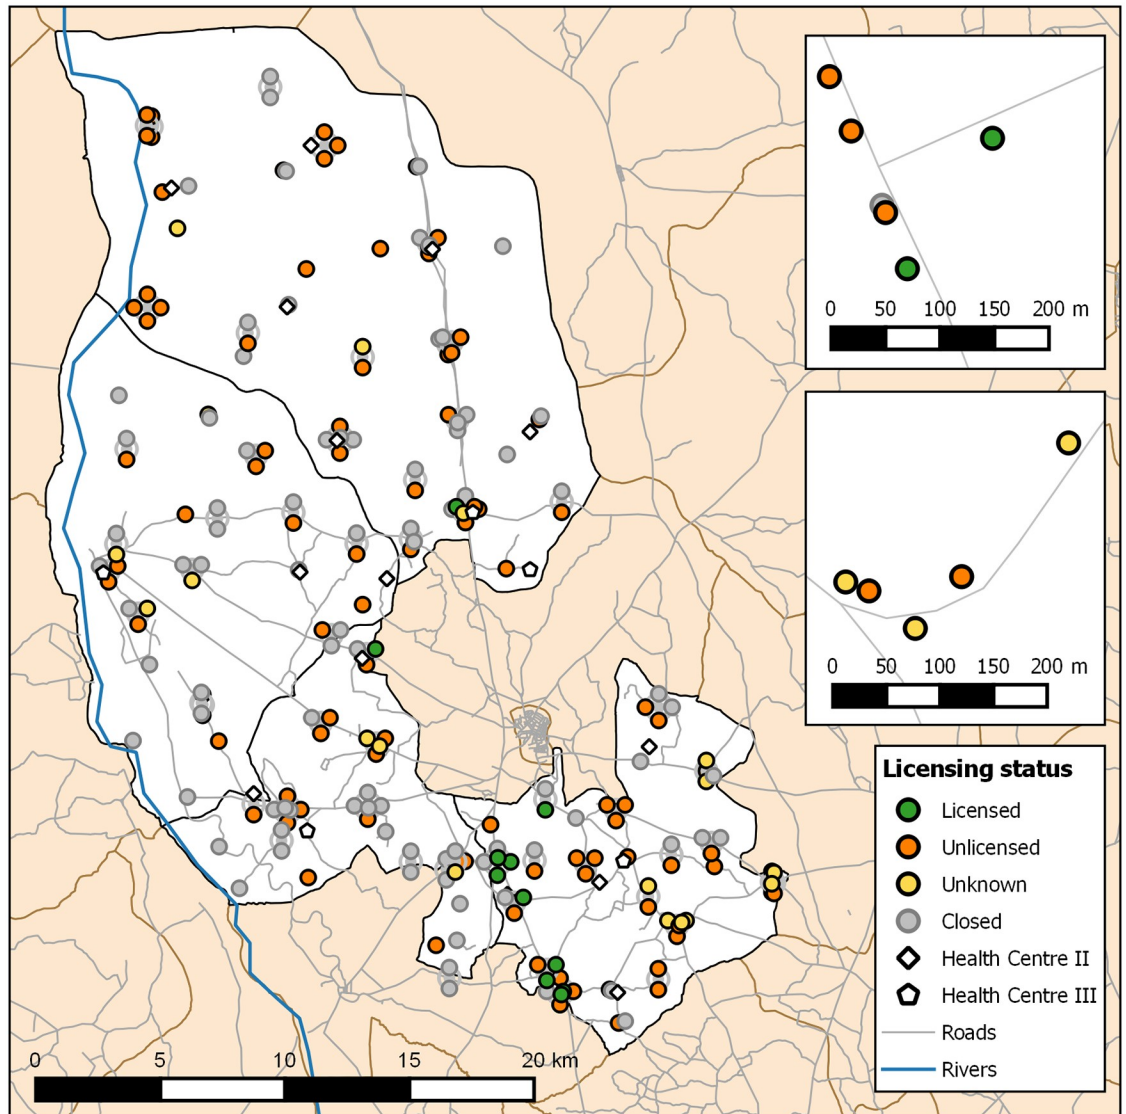 0 50 100 150 200 m
0 50 100 150 200 m
Licensing status
Licensed
Unlicensed
Unknown
Closed
Health Centre II
Health Centre III
Roads
Rivers
0 5 10 15 20 km